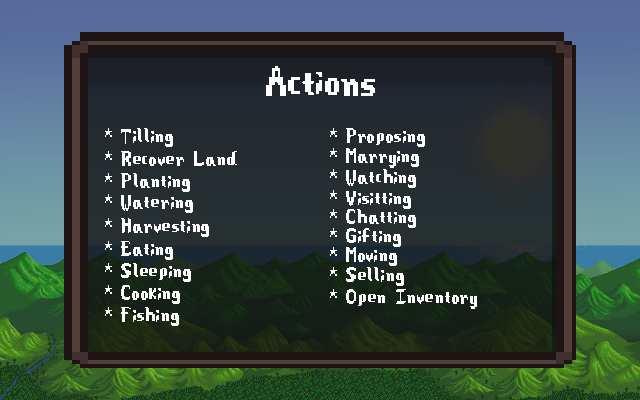 Actions
* Tilling
* Recover Land
* Planting
* Watering
* Harvesting
* Eating
* Sleeping
* Cooking
* Fishing
* Proposing
* Marrying
* Watching
* Visitting
* Chatting
* Gifting
* Moving
* Selling
* Open Inventory